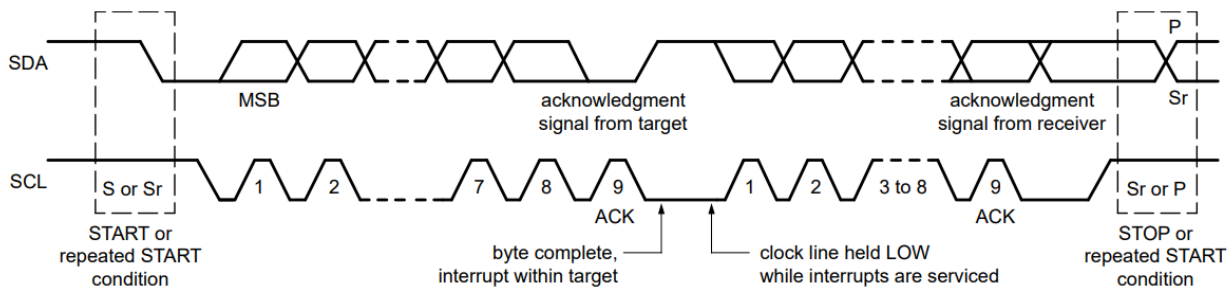 P
SDA
MSB
acknowledgment
signal from target
acknowledgment
signal from receiver
Sr
SCL
S or Sr
1
2
7
8
9
1
2
3 to 8
9
Sr or P
ACK
ACK
START or
repeated START
condition
byte complete,
interrupt within target
clock line held LOW
while interrupts are serviced
STOP or
repeated START
condition